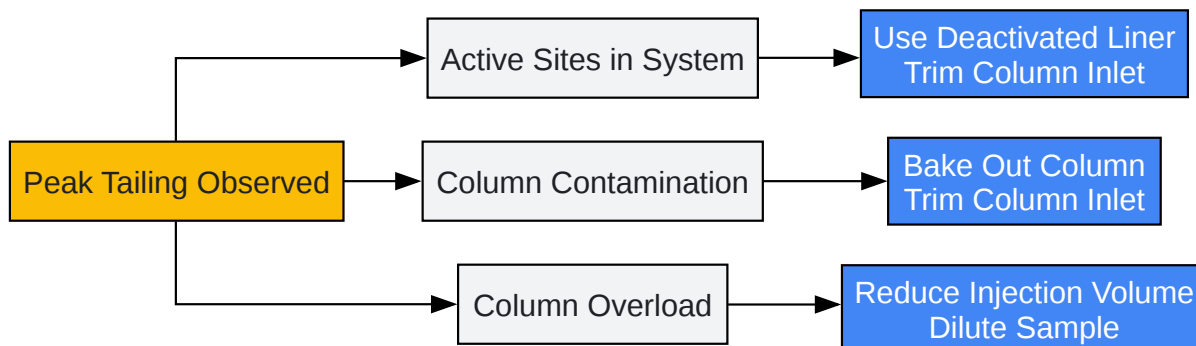 Peak Tailing Observed
Active Sites in System
Use Deactivated Liner
Trim Column Inlet
Column Contamination
Bake Out Column
Trim Column Inlet
Column Overload
Reduce Injection Volume
Dilute Sample